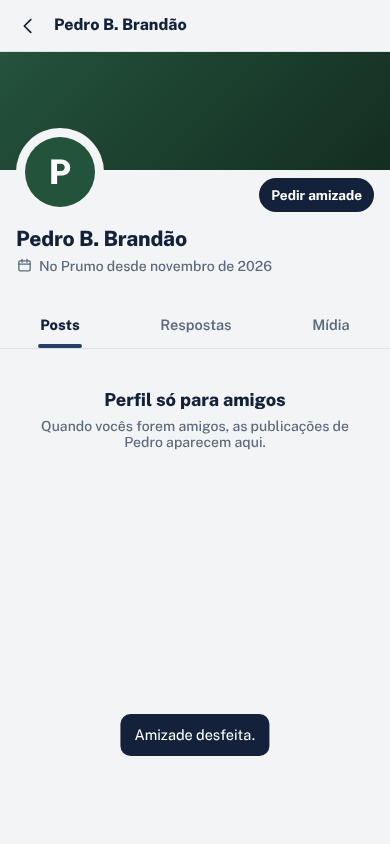 Pedro B. Brandão
P
Pedir amizade
Pedro B. Brandão
No Prumo desde novembro de 2026
Posts
Respostas
Mídia
Perfil só para amigos
Quando vocês forem amigos, as publicações de
Pedro aparecem aqui.
Amizade desfeita.